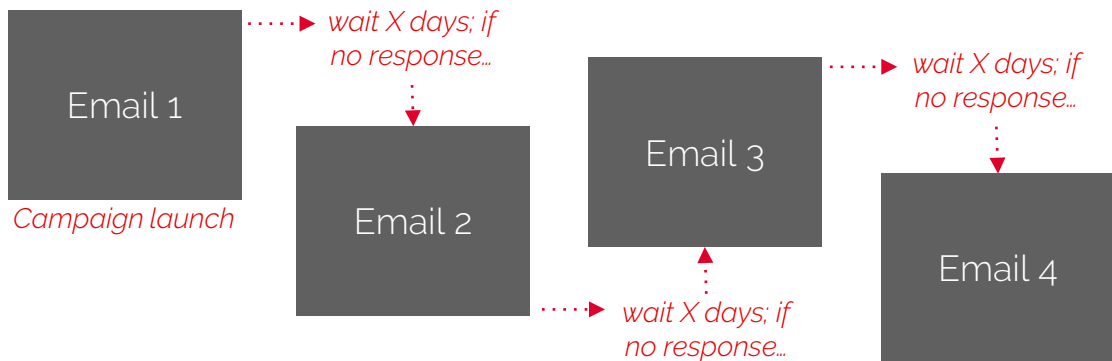 Email 1
Campaign launch
wait X days; if
no response…
Email 2
wait X days; if
no response…
Email 3
wait X days; if
no response…
Email 4